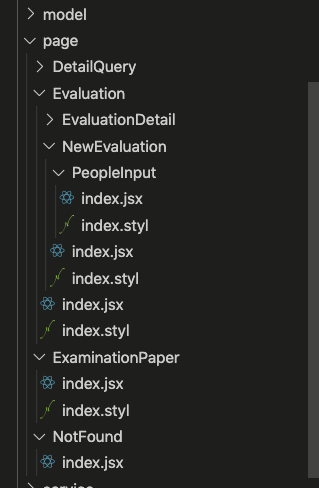 model
page
DetailQuery
Evaluation
EvaluationDetail
NewEvaluation
PeopleInput
index.jsx
index.styl
index.jsx
index.styl
index.jsx
index.styl
ExaminationPaper
index.jsx
index.styl
NotFound
index.jsx
service